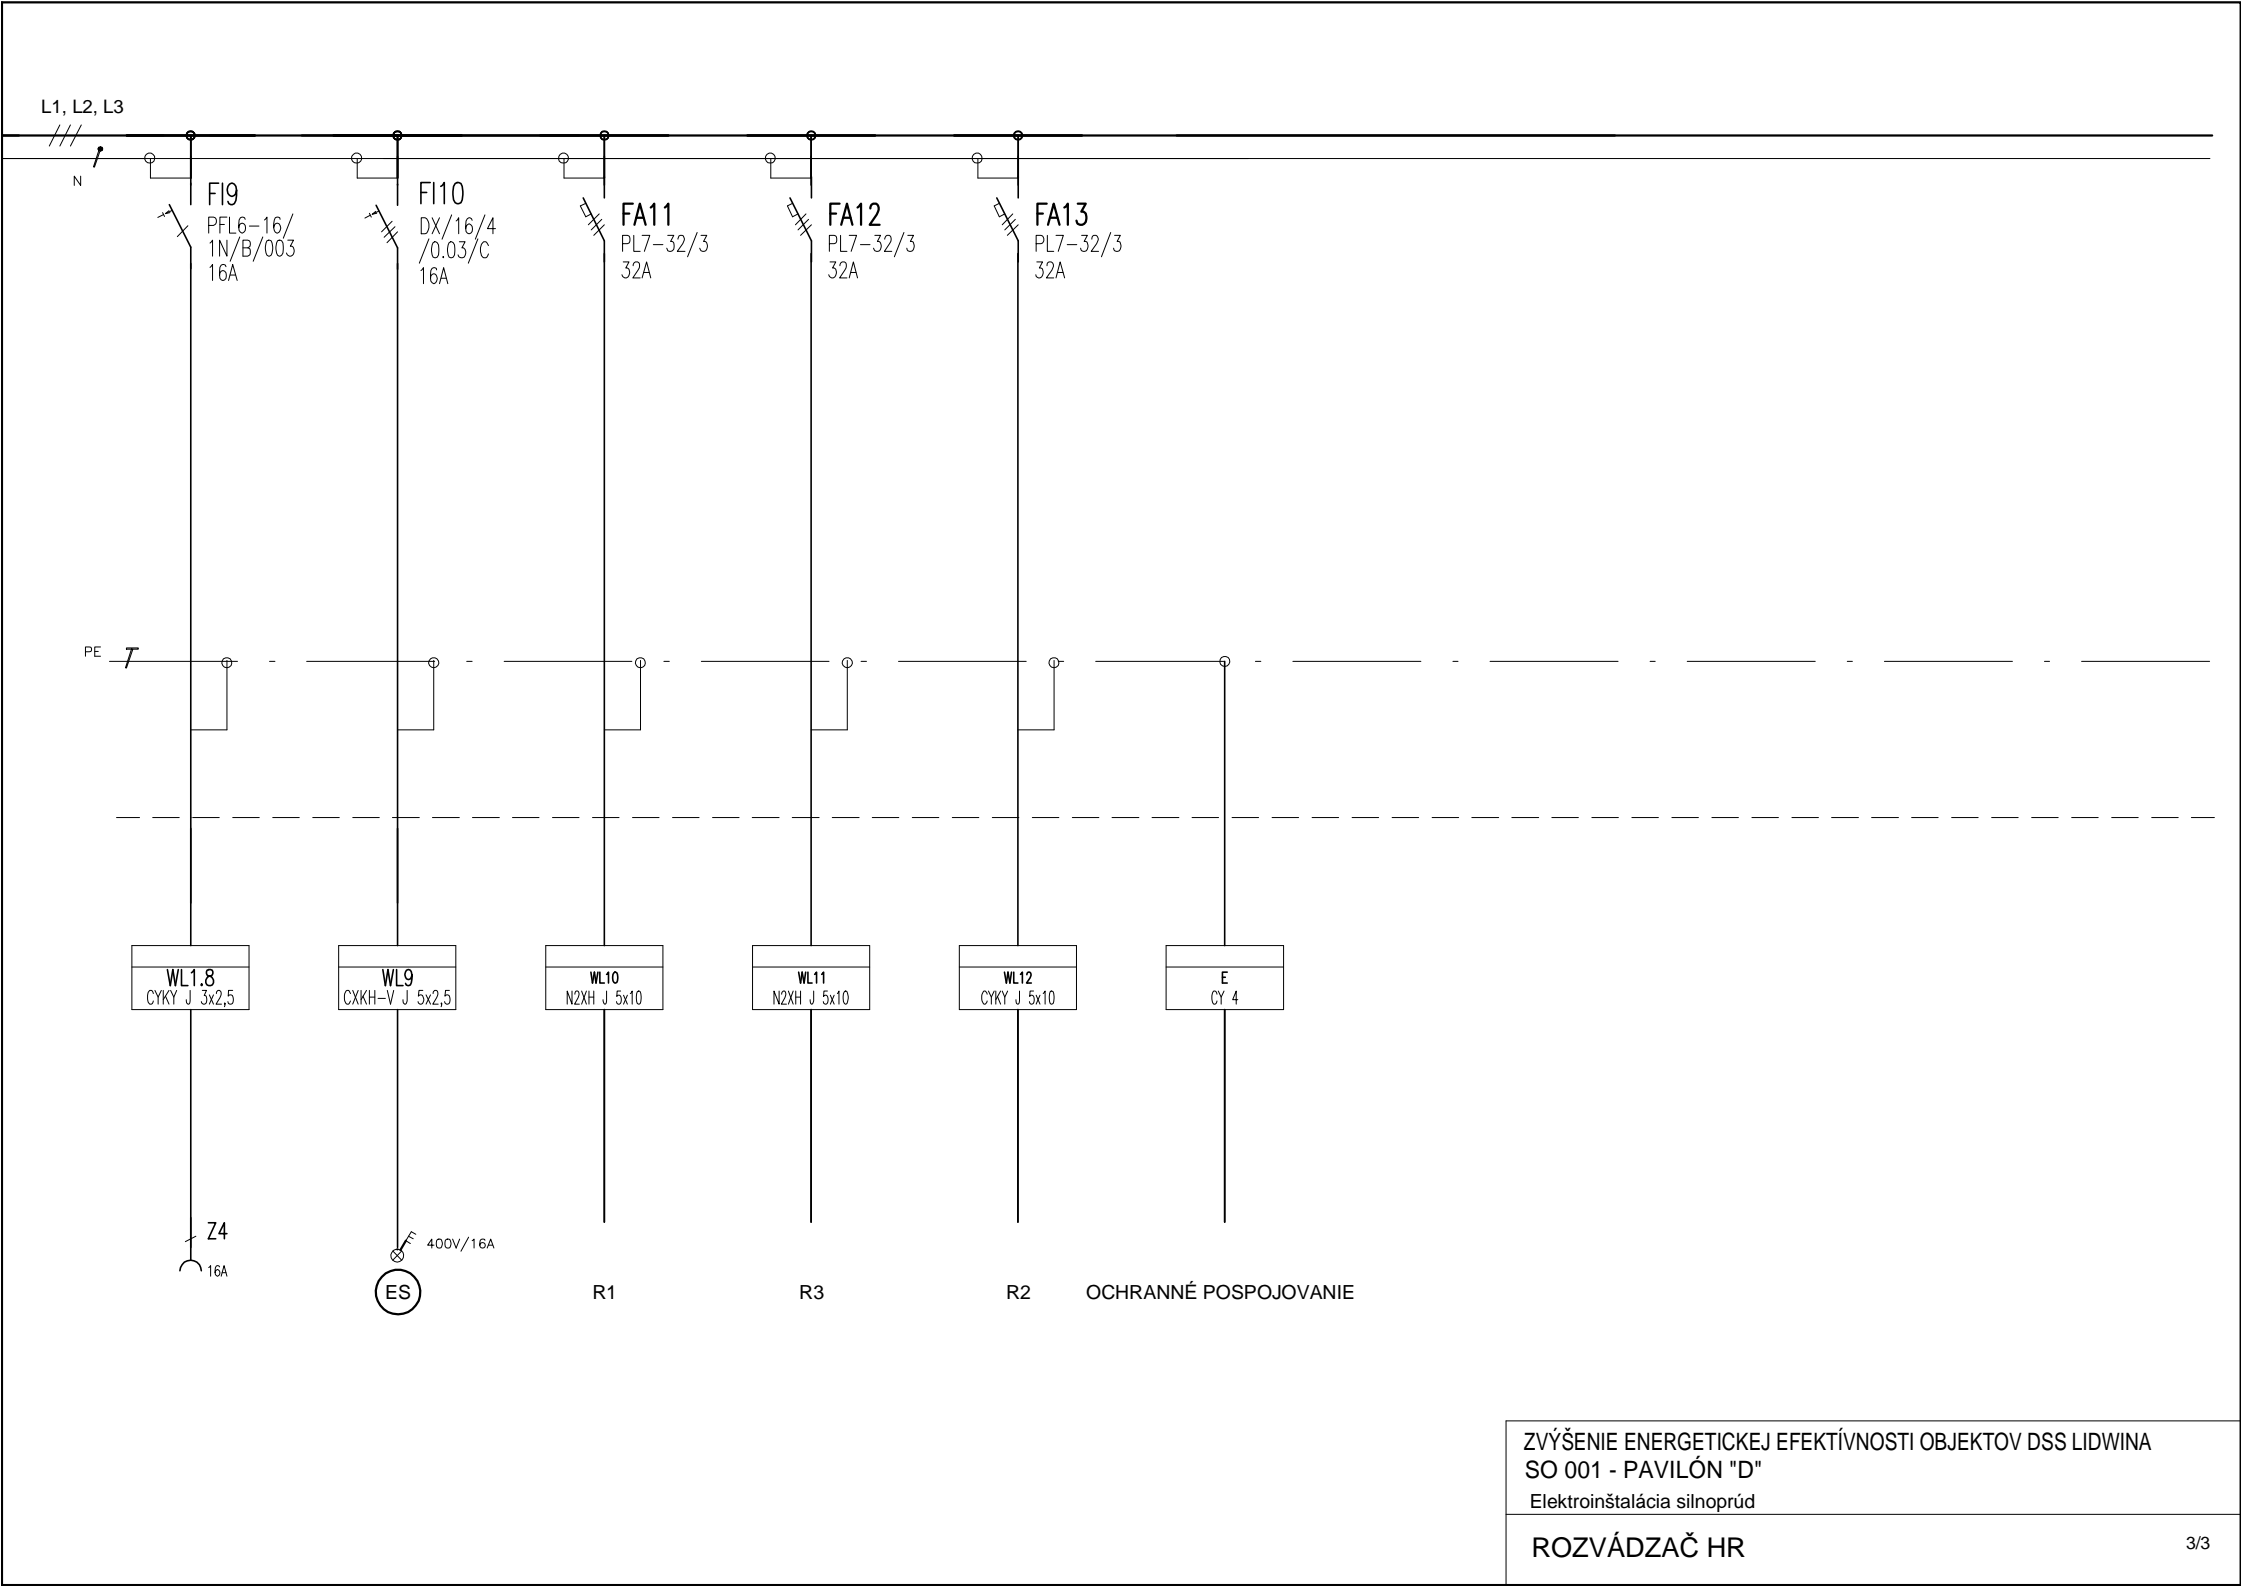 L1, L2, L3
N
FI9
PFL6-16/
1N/B/003
16A
FI10
DX/16/4
/0.03/C
16A
FA11
PL7-32/3
32A
FA12
PL7-32/3
32A
FA13
PL7-32/3
32A
PE
WL1.8
CYKY J 3x2,5
WL9
CXKH-V J 5x2,5
WL10
N2XH J 5x10
WL11
N2XH J 5x10
WL12
CYKY J 5x10
E
CY 4
Z4
16A
400V/16A
ES
R1
R3
R2
OCHRANNÉ POSPOJOVANIE
ZVÝŠENIE ENERGETICKEJ EFEKTÍVNOSTI OBJEKTOV DSS LIDWINA
SO 001 - PAVILÓN "D"
Elektroinštalácia silnoprúd
ROZVÁDZAČ HR
3/3